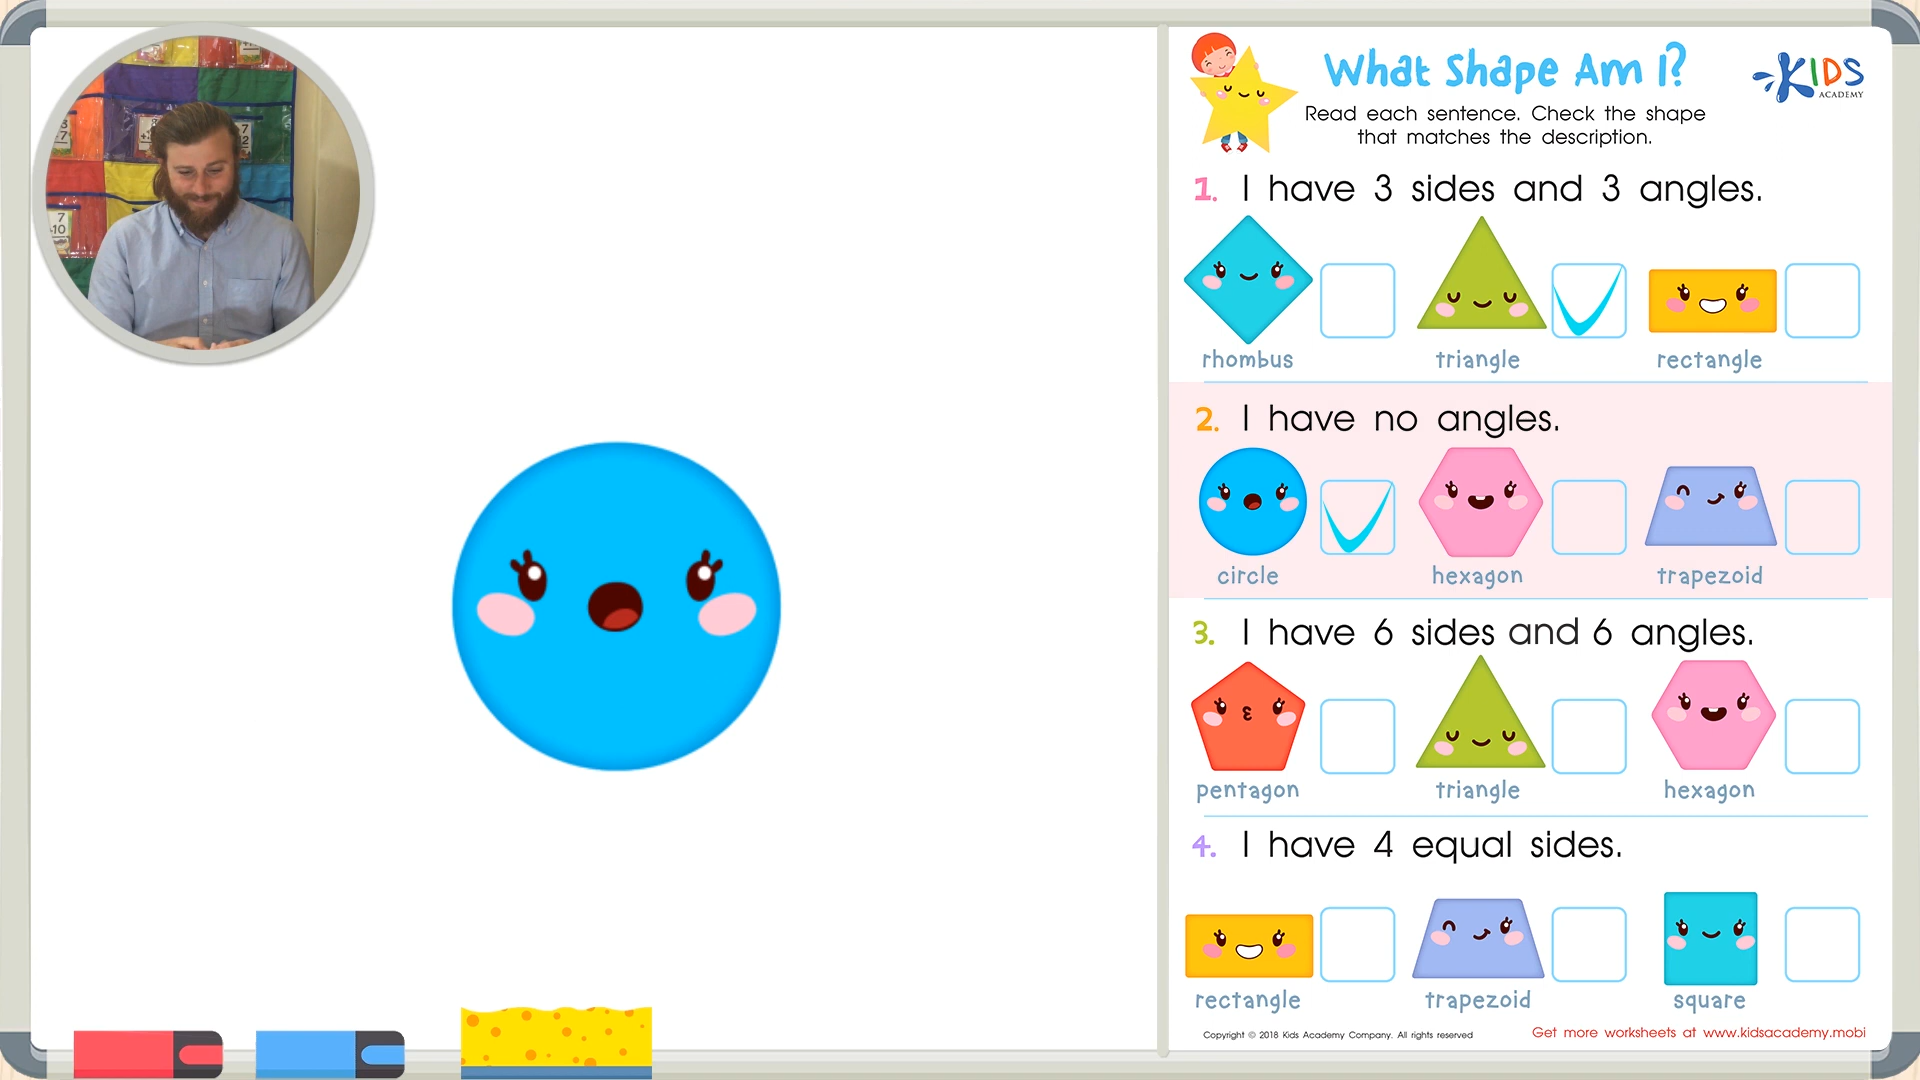 What Shape Am I?
KIDS
ACADEMY
Read each sentence. Check the shape
that matches the description.
1. I have 3 sides and 3 angles.
rhombus triangle rectangle
2. I have no angles.
circle hexagon trapezoid
3. I have 6 sides and 6 angles.
pentagon triangle hexagon
4. I have 4 equal sides.
rectangle trapezoid square
Copyright © 2018 Kids Academy Company. All rights reserved
Get more worksheets at www.kidsacademy.mobi